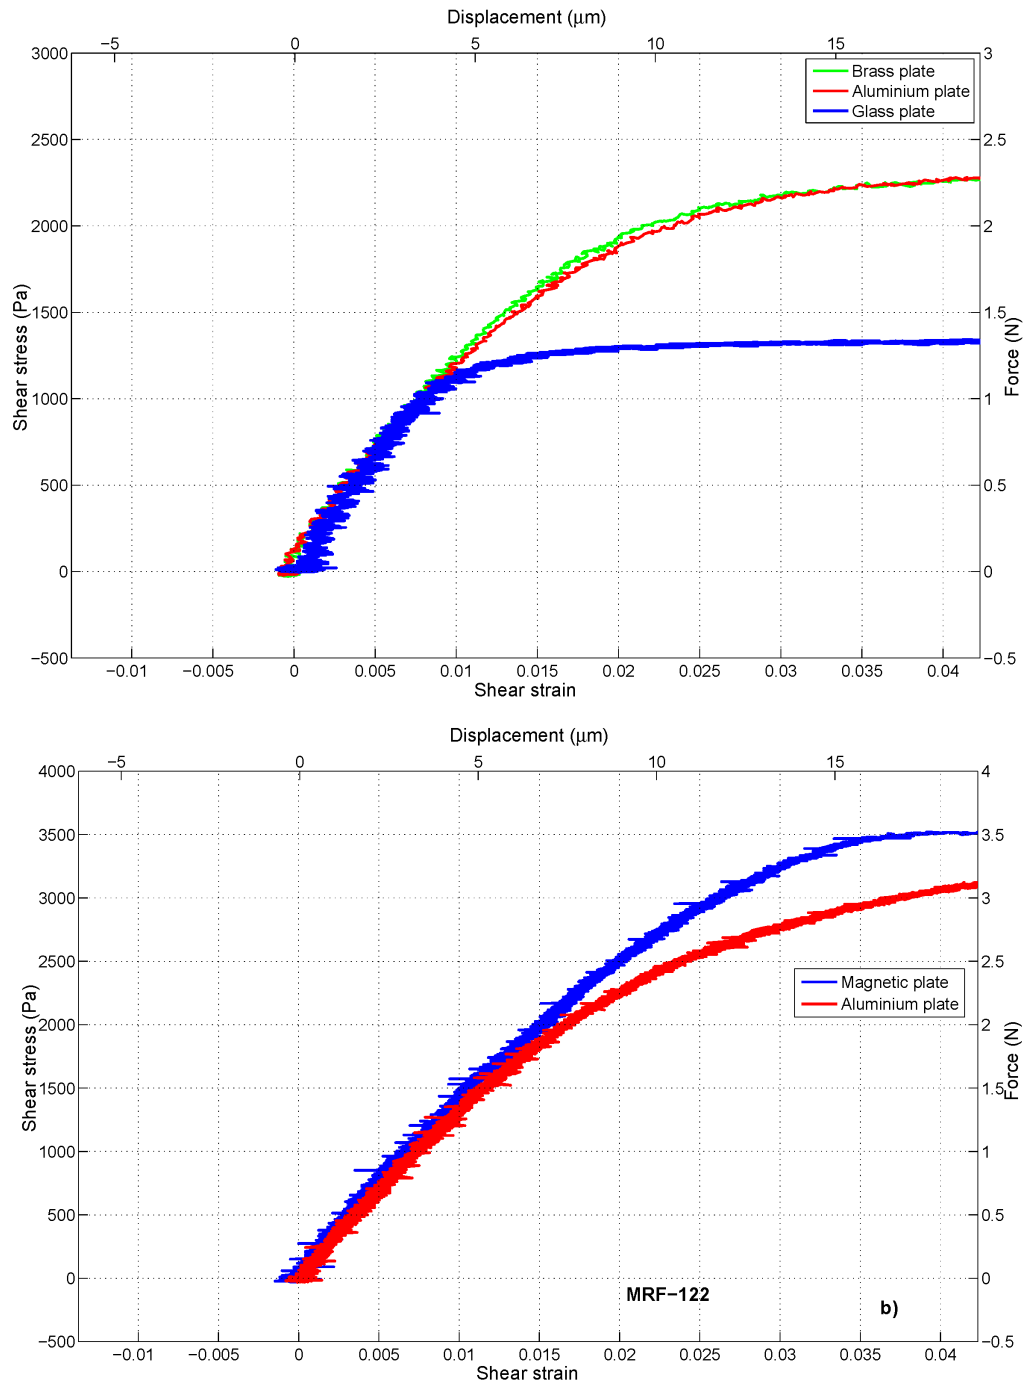 Displacement (μm)
−5 0 5 10 15
3000 3
Brass plate
Aluminium plate
Glass plate
2500 2.5
2000 2
1500 1.5
1000 1
500 0.5
0 0
−500 −0.5
Shear stress (Pa)
Force (N)
−0.01 −0.005 0 0.005 0.01 0.015 0.02 0.025 0.03 0.035 0.04
Shear strain
Displacement (μm)
−5 0 5 10 15
4000 4
3500 3.5
3000 3
2500 2.5
Magnetic plate
Aluminium plate
2000 2
1500 1.5
1000 1
500 0.5
0 0
MRF−122
b)
−500 −0.5
Shear stress (Pa)
Force (N)
−0.01 −0.005 0 0.005 0.01 0.015 0.02 0.025 0.03 0.035 0.04
Shear strain